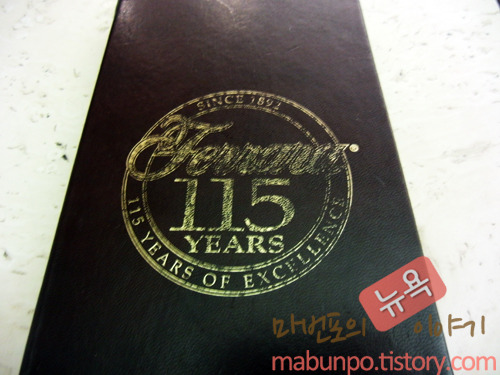 SINCE 1892
Ferrara®
115
YEARS
115 YEARS OF EXCELLENCE
마번포의 뉴욕 이야기
mabunpo.tistory.com